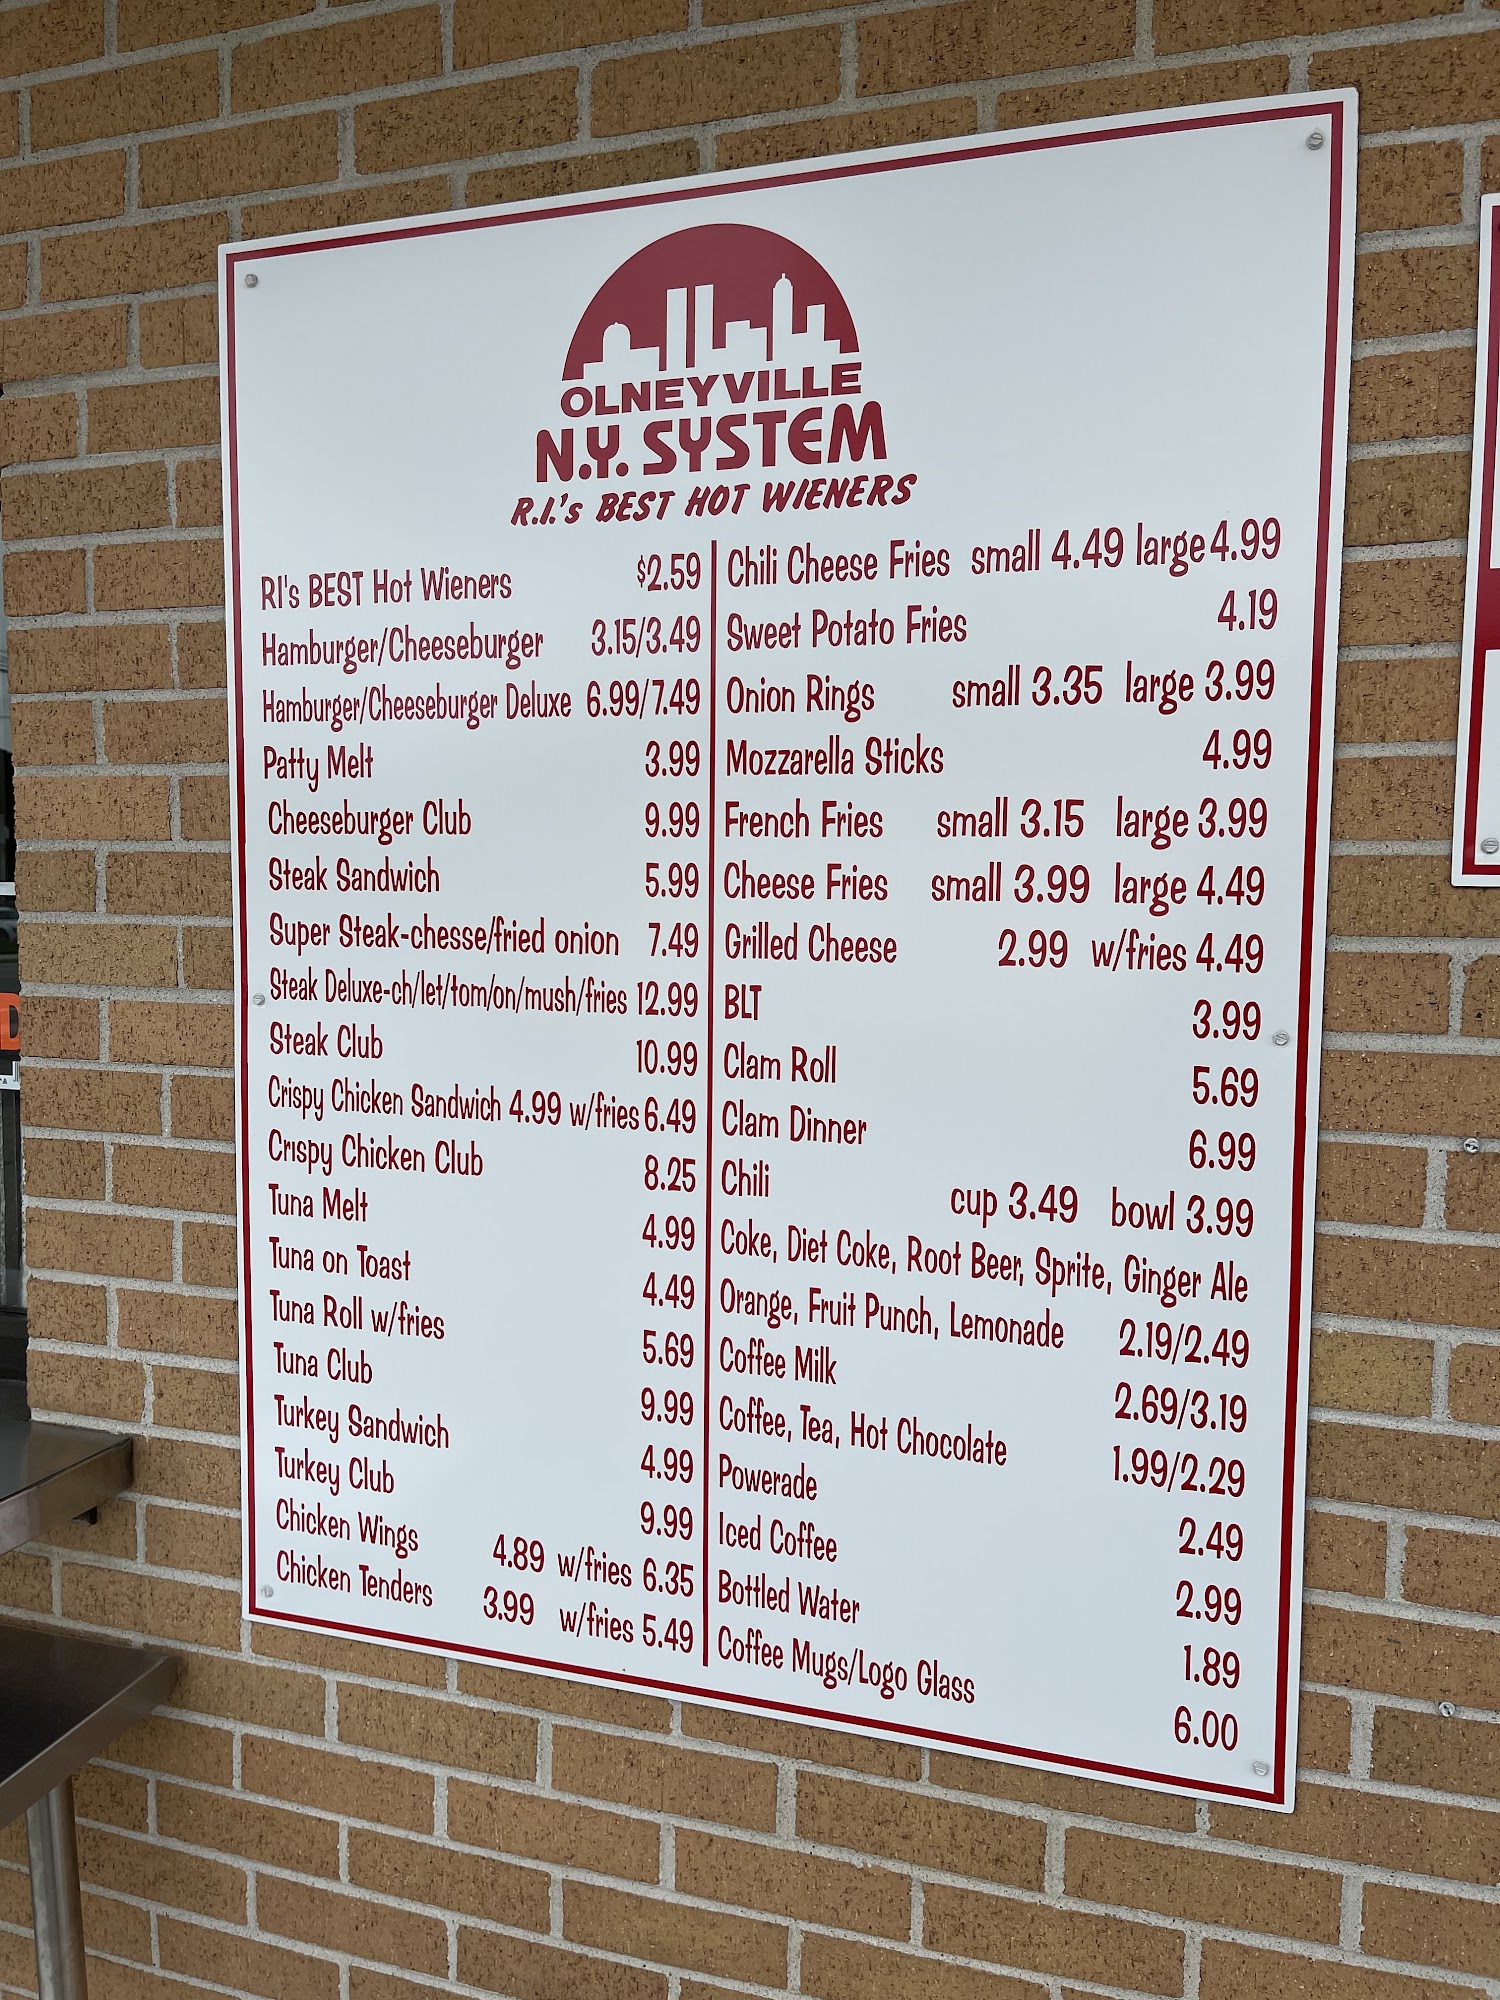 OLNEYVILLE
N.Y. SYSTEM
R.I.'s BEST HOT WIENERS
RI's BEST Hot Wieners $2.59
Hamburger/Cheeseburger 3.15/3.49
Hamburger/Cheeseburger Deluxe 6.99/7.49
Patty Melt 3.99
Cheeseburger Club 9.99
Steak Sandwich 5.99
Super Steak-chesse/fried onion 7.49
Steak Deluxe-ch/let/tom/on/mush/fries 12.99
Steak Club 10.99
Crispy Chicken Sandwich 4.99 w/fries 6.49
Crispy Chicken Club 8.25
Tuna Melt 4.99
Tuna on Toast 4.49
Tuna Roll w/fries 5.69
Tuna Club 9.99
Turkey Sandwich 4.99
Turkey Club 9.99
Chicken Wings 4.89 w/fries 6.35
Chicken Tenders 3.99 w/fries 5.49
Chili Cheese Fries small 4.49 large 4.99
Sweet Potato Fries 4.19
Onion Rings small 3.35 large 3.99
Mozzarella Sticks 4.99
French Fries small 3.15 large 3.99
Cheese Fries small 3.99 large 4.49
Grilled Cheese 2.99 w/fries 4.49
BLT 3.99
Clam Roll 5.69
Clam Dinner 6.99
Chili cup 3.49 bowl 3.99
Coke, Diet Coke, Root Beer, Sprite, Ginger Ale
Orange, Fruit Punch, Lemonade 2.19/2.49
Coffee Milk 2.69/3.19
Coffee, Tea, Hot Chocolate 1.99/2.29
Powerade 2.49
Iced Coffee 2.99
Bottled Water 1.89
Coffee Mugs/Logo Glass 6.00